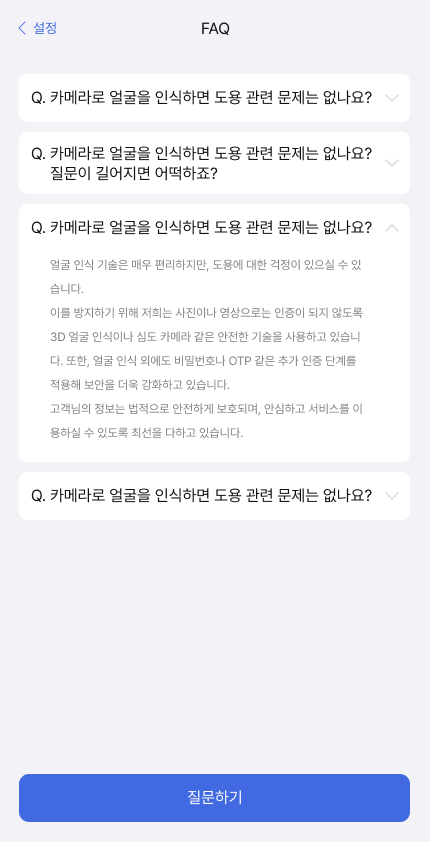 설정
FAQ
Q. 카메라로 얼굴을 인식하면 도용 관련 문제는 없나요?
Q. 카메라로 얼굴을 인식하면 도용 관련 문제는 없나요?
질문이 길어지면 어떡하죠?
Q. 카메라로 얼굴을 인식하면 도용 관련 문제는 없나요?
얼굴 인식 기술은 매우 편리하지만, 도용에 대한 걱정이 있으실 수 있
습니다.
이를 방지하기 위해 저희는 사진이나 영상으로는 인증이 되지 않도록
3D 얼굴 인식이나 심도 카메라 같은 안전한 기술을 사용하고 있습니
다. 또한, 얼굴 인식 외에도 비밀번호나 OTP 같은 추가 인증 단계를
적용해 보안을 더욱 강화하고 있습니다.
고객님의 정보는 법적으로 안전하게 보호되며, 안심하고 서비스를 이
용하실 수 있도록 최선을 다하고 있습니다.
Q. 카메라로 얼굴을 인식하면 도용 관련 문제는 없나요?
질문하기